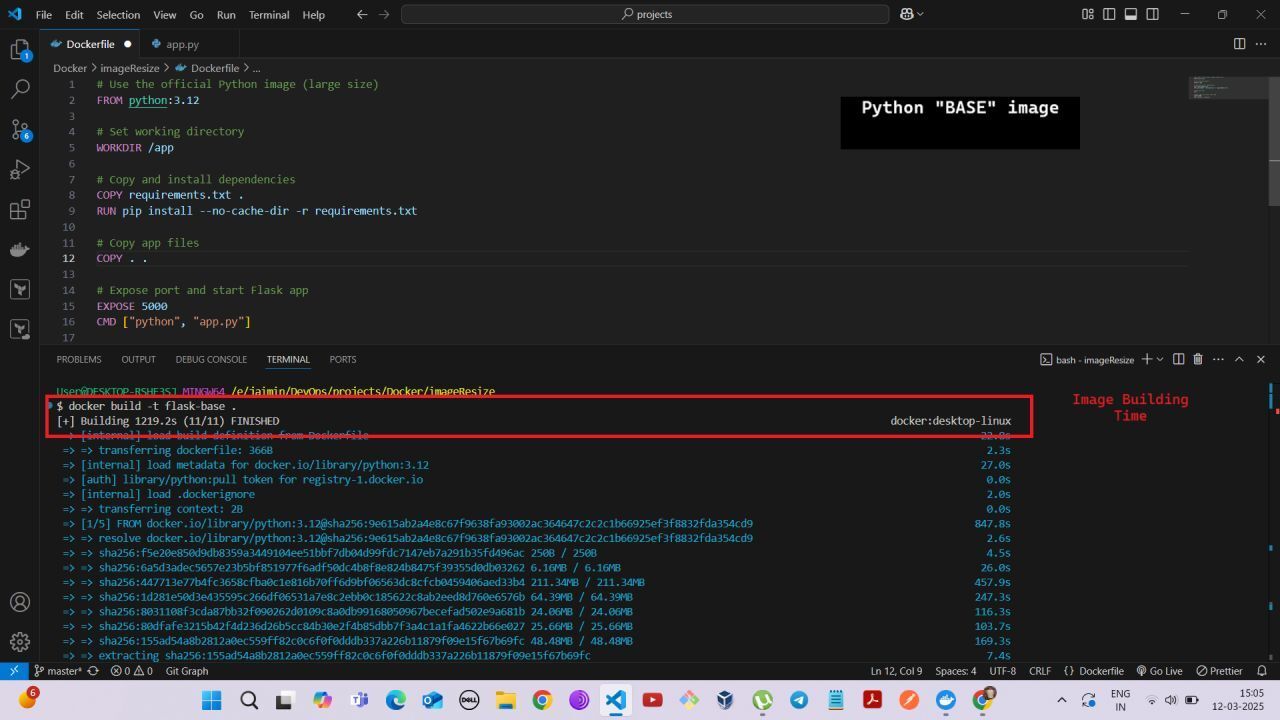 File Edit Selection View Go Run Terminal Help
projects
Dockerfile
app.py
Docker > imageResize > Dockerfile > ...
1 # Use the official Python image (large size)
2 FROM python:3.12
3
4 # Set working directory
5 WORKDIR /app
6
7 # Copy and install dependencies
8 COPY requirements.txt .
9 RUN pip install --no-cache-dir -r requirements.txt
10
11 # Copy app files
12 COPY . .
13
14 # Expose port and start Flask app
15 EXPOSE 5000
16 CMD ["python", "app.py"]
17
Python "BASE" image
1
6
PROBLEMS OUTPUT DEBUG CONSOLE TERMINAL PORTS
bash - imageResize
User@DESKTOP-RSHF3SJ MINGW64 /e/jaimin/DevOps/projects/Docker/imageResize
$ docker build -t flask-base .
[+] Building 1219.2s (11/11) FINISHED docker:desktop-linux
=> [internal] load build definition from Dockerfile 22.0s
=> => transferring dockerfile: 366B 2.3s
=> [internal] load metadata for docker.io/library/python:3.12 27.0s
=> [auth] library/python:pull token for registry-1.docker.io 0.0s
=> [internal] load .dockerignore 2.0s
=> => transferring context: 2B 0.0s
=> [1/5] FROM docker.io/library/python:3.12@sha256:9e615ab2a4e8c67f9638fa93002ac364647c2c2c1b66925ef3f8832fda354cd9 847.8s
=> => resolve docker.io/library/python:3.12@sha256:9e615ab2a4e8c67f9638fa93002ac364647c2c2c1b66925ef3f8832fda354cd9 2.6s
=> => sha256:f5e20e850d9db8359a3449104ee51bbf7db04d99fdc7147eb7a291b35fd496ac 250B / 250B 4.5s
=> => sha256:6a5d3adec5657e23b5bf851977f6adf50dc4b8f8e824b8475f39355d0db03262 6.16MB / 6.16MB 26.0s
=> => sha256:447713e77b4fc3658cfba0c1e816b70ff6d9bf06563dc8cfcb0459406aed33b4 211.34MB / 211.34MB 457.9s
=> => sha256:1d281e50d3e435595c266df06531a7e8c2ebb0c185622c8ab2eed8d760e6576b 64.39MB / 64.39MB 247.3s
=> => sha256:8031108f3cda87bb32f090262d0109c8a0db99168050967becefad502e9a681b 24.06MB / 24.06MB 116.3s
=> => sha256:80dfafe3215b42f4d236d26b5cc84b30e2f4b85dbb7f3a4c1a1fa4622b66e027 25.66MB / 25.66MB 103.7s
=> => sha256:155ad54a8b2812a0ec559ff82c0c6f0f0dddb337a226b11879f09e15f67b69fc 48.48MB / 48.48MB 169.3s
=> => extracting sha256:155ad54a8b2812a0ec559ff82c0c6f0f0dddb337a226b11879f09e15f67b69fc 7.4s
Image Building
Time
master* 0 0 Git Graph Ln 12, Col 9 Spaces: 4 UTF-8 CRLF {} Dockerfile Go Live Prettier
6
DELL
ENG
IN
15:03
12-03-2025